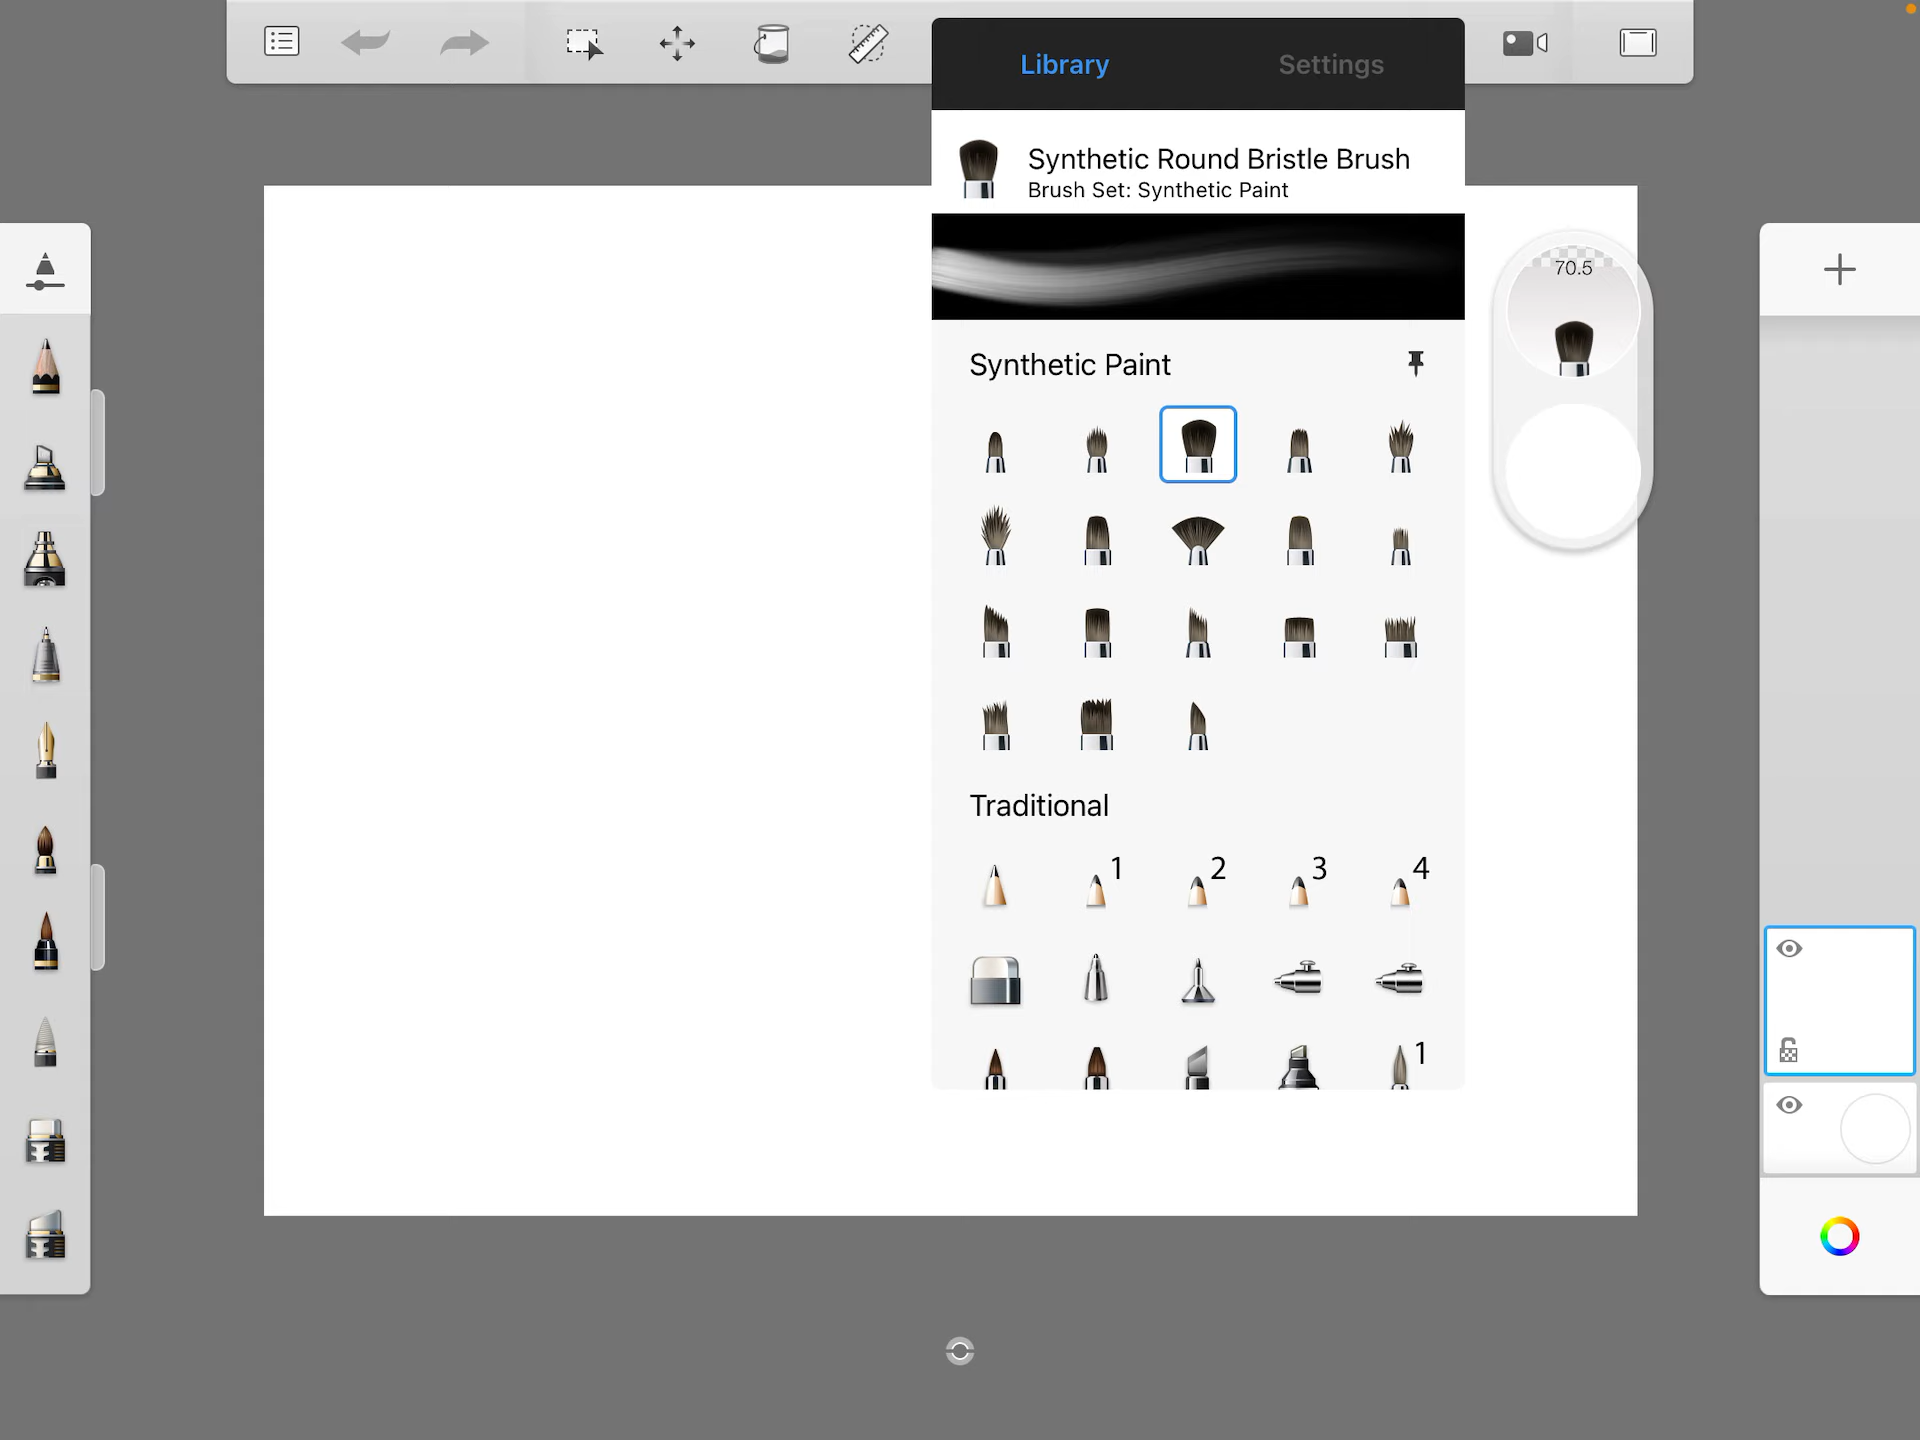 Library Settings
Synthetic Round Bristle Brush
Brush Set: Synthetic Paint
70.5
Synthetic Paint
Traditional
1 2 3 4
1